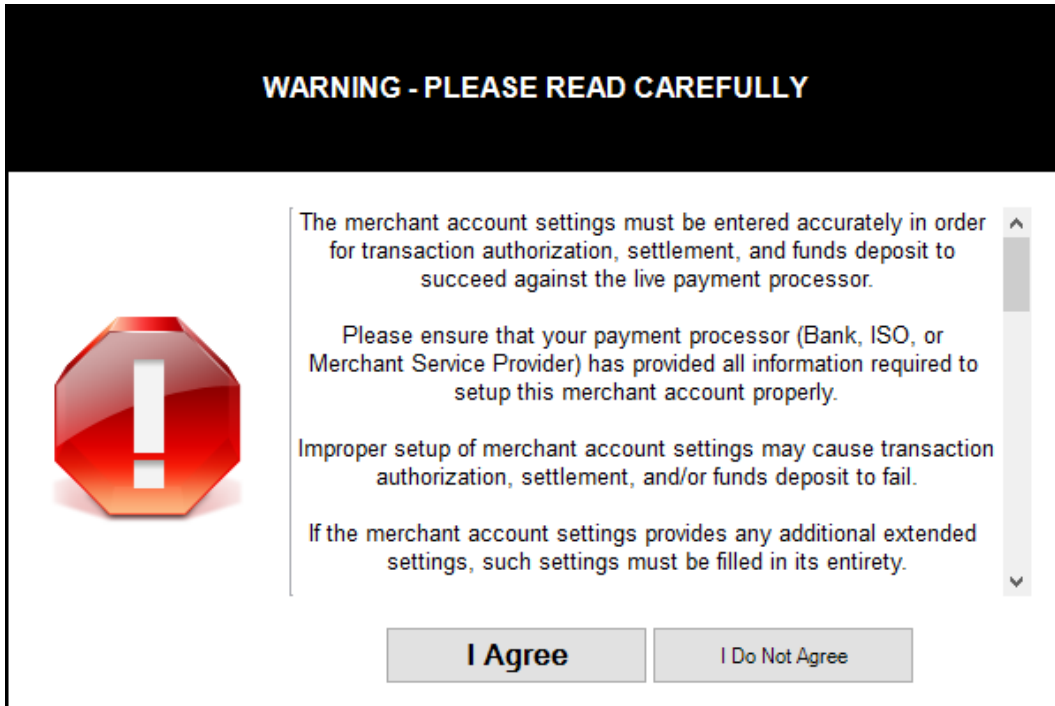 WARNING - PLEASE READ CAREFULLY
The merchant account settings must be entered accurately in order
for transaction authorization, settlement, and funds deposit to
succeed against the live payment processor.
Please ensure that your payment processor (Bank, ISO, or
Merchant Service Provider) has provided all information required to
setup this merchant account properly.
Improper setup of merchant account settings may cause transaction
authorization, settlement, and/or funds deposit to fail.
If the merchant account settings provides any additional extended
settings, such settings must be filled in its entirety.
I Agree
I Do Not Agree